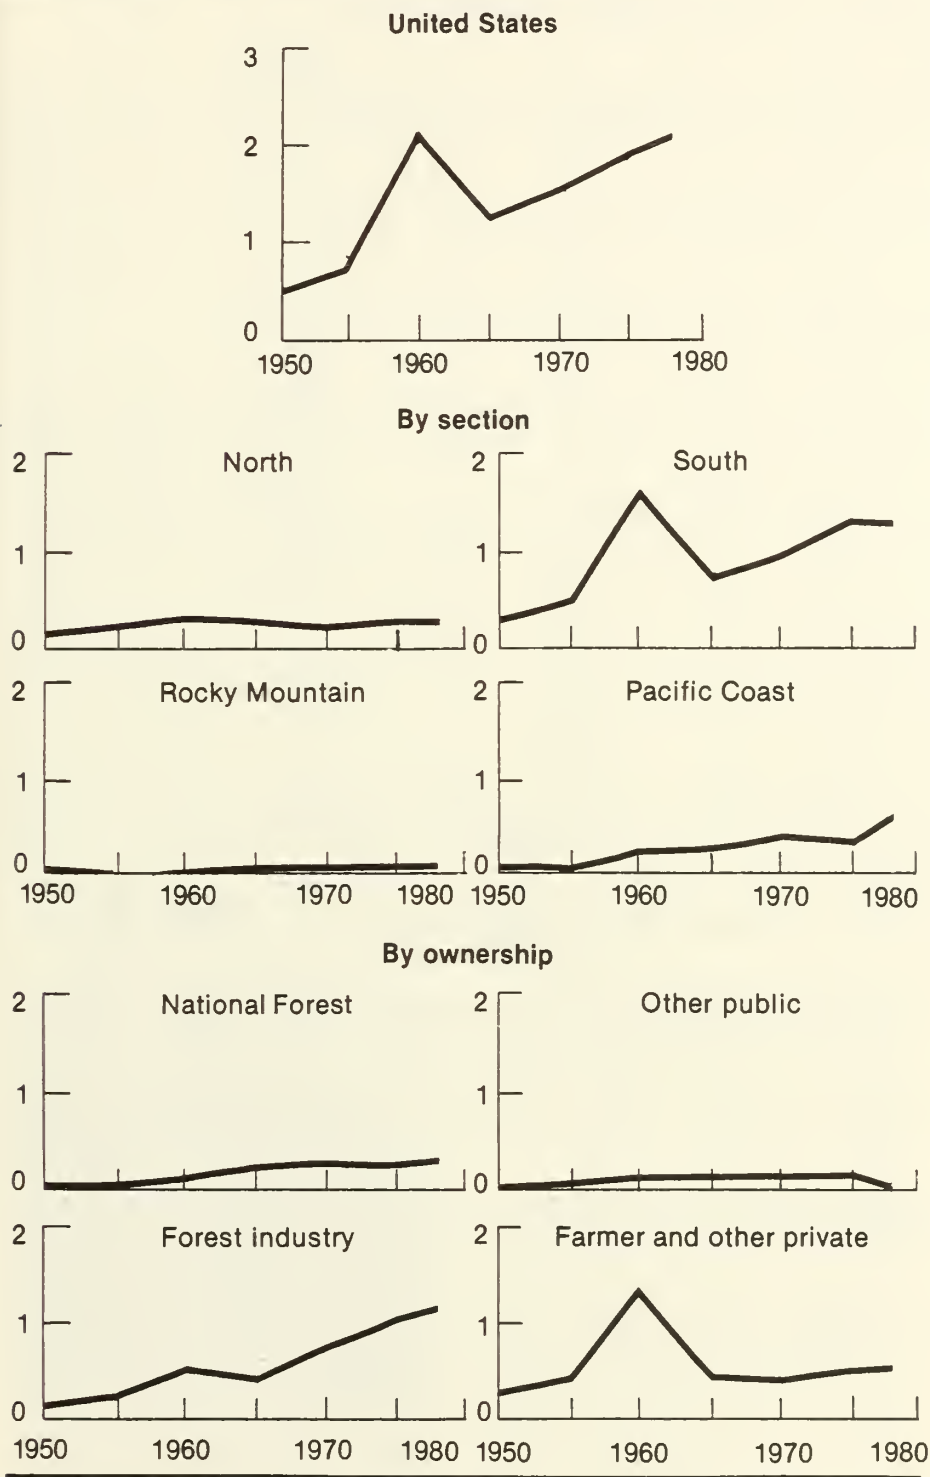 United States
3
2
1
0
1950 1960 1970 1980
By section
North South
2 2
1 1
0 0
Rocky Mountain Pacific Coast
2 2
1 1
0 0
1950 1960 1970 1980 1950 1960 1970 1980
By ownership
National Forest Other public
2 2
1 1
0 0
Forest industry Farmer and other private
2 2
1 1
0 0
1950 1960 1970 1980 1950 1960 1970 1980